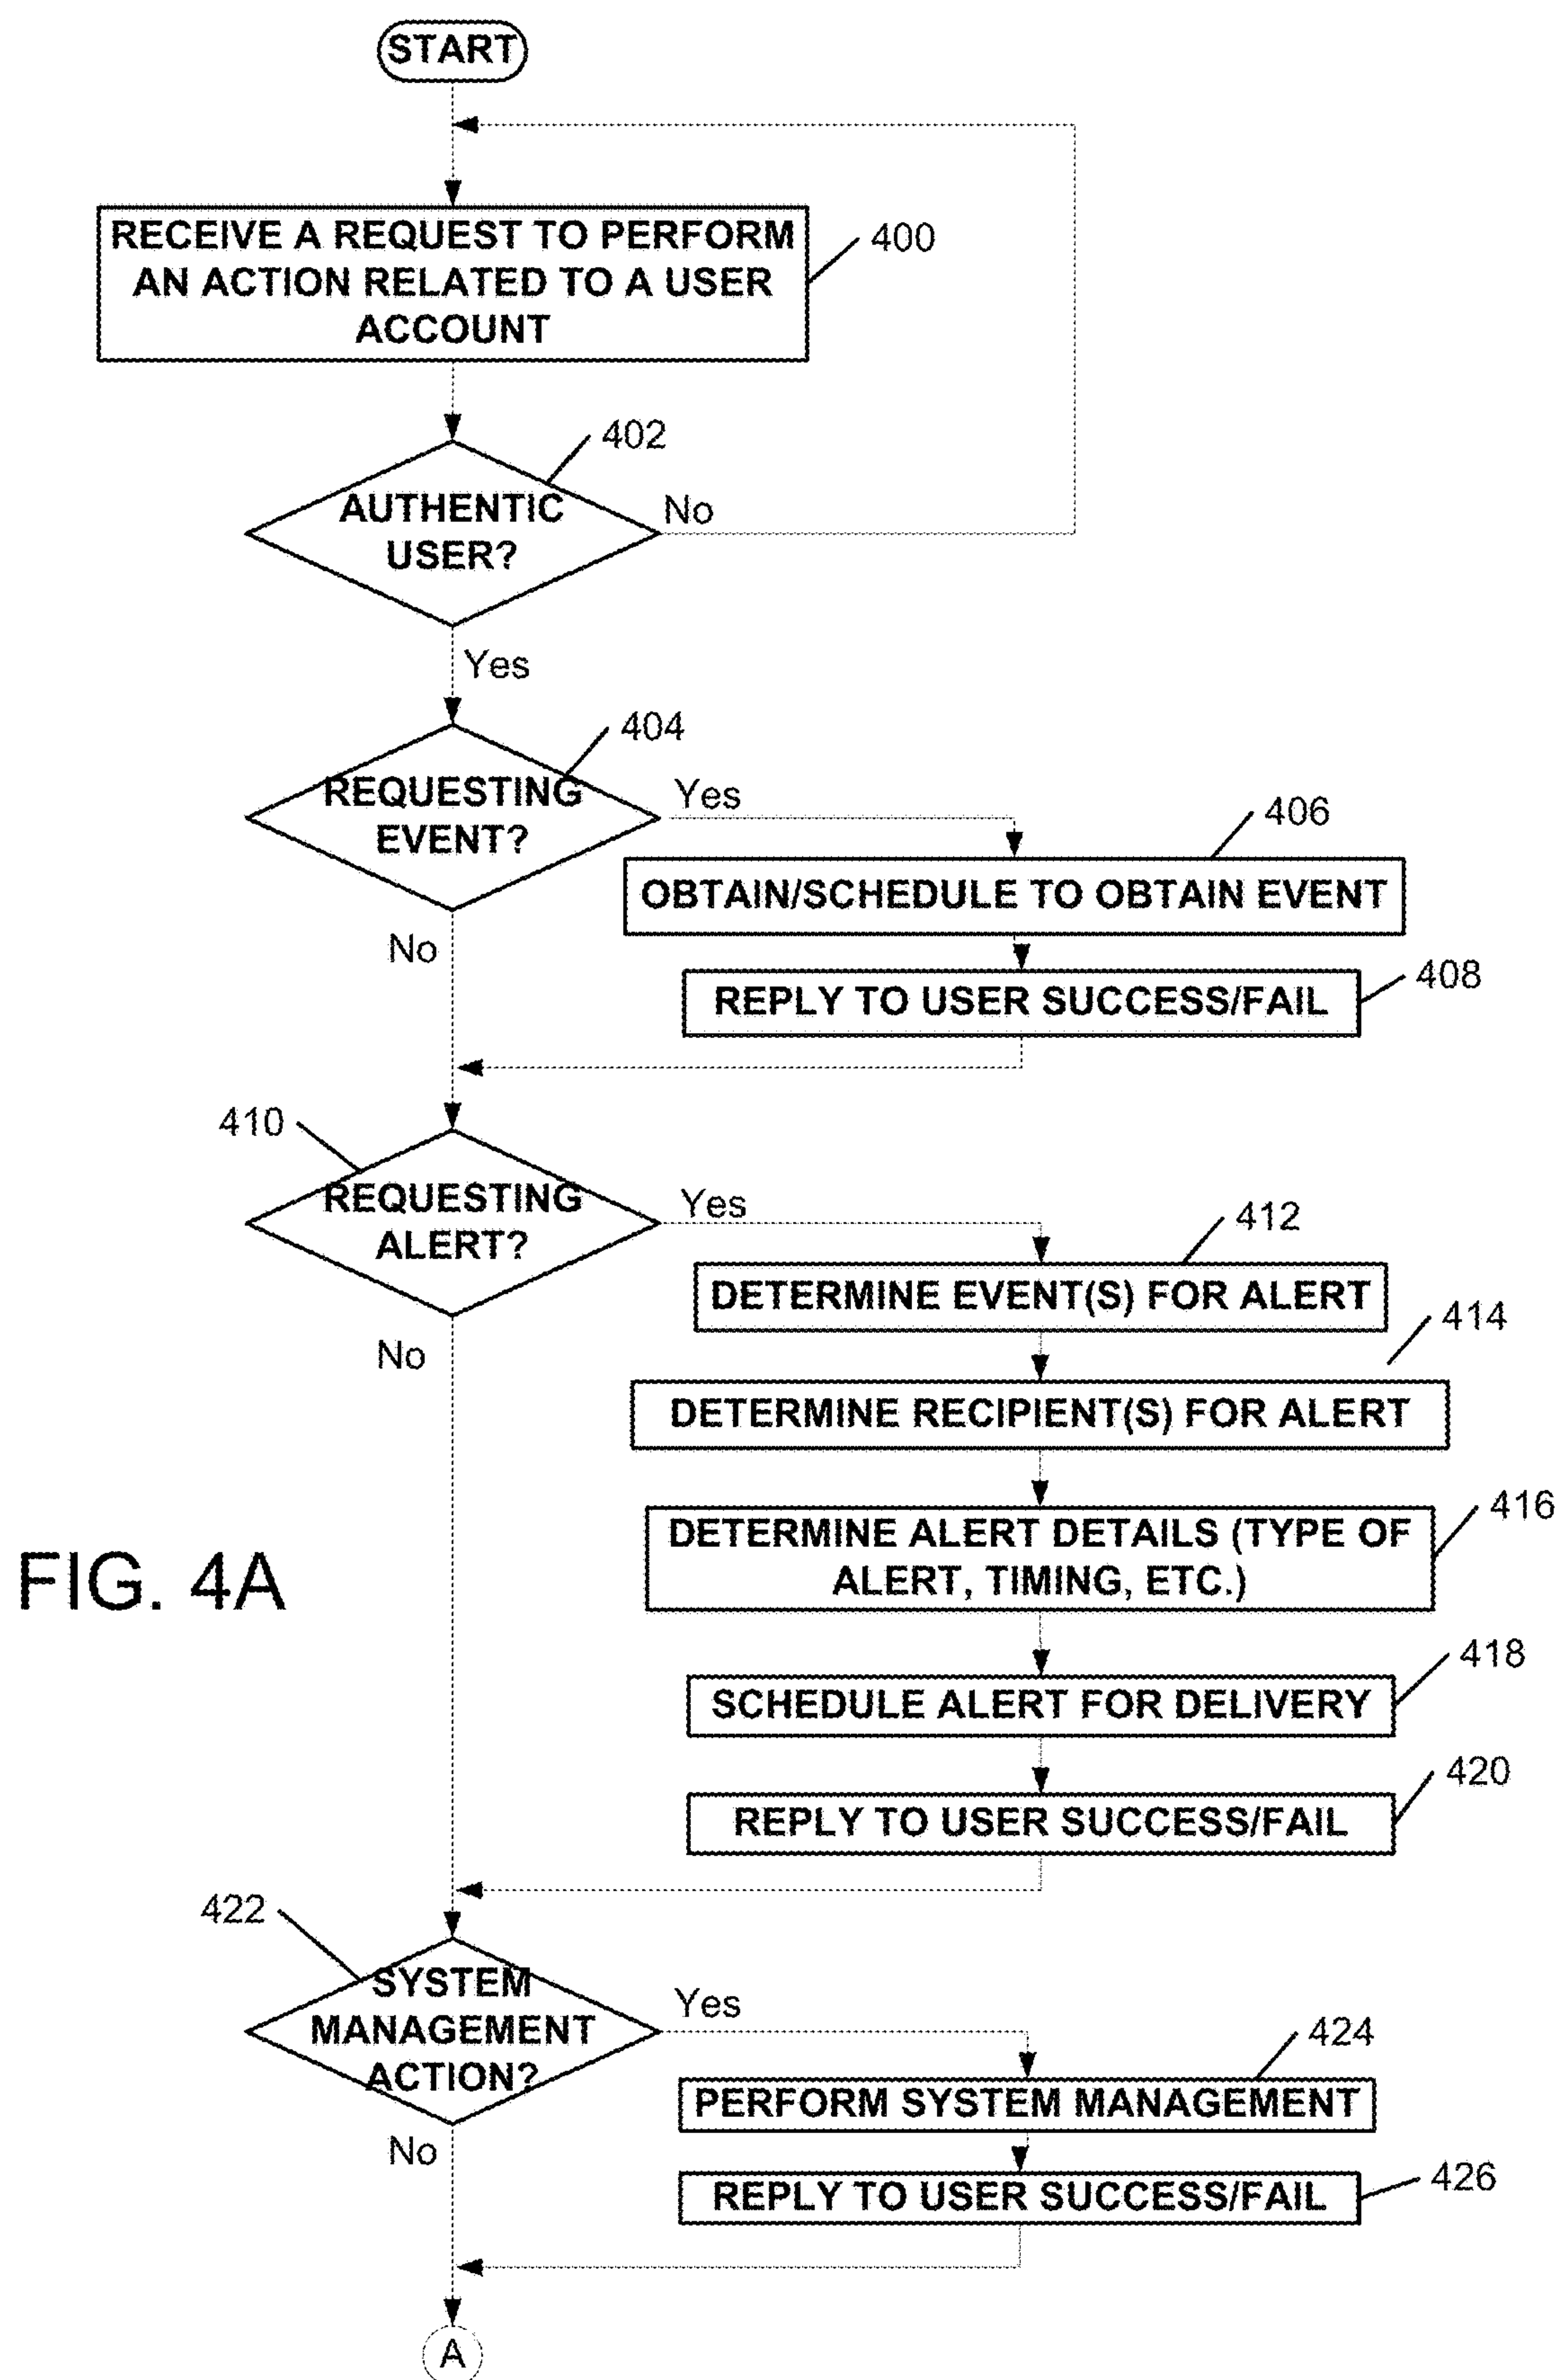 START
RECEIVE A REQUEST TO PERFORM
AN ACTION RELATED TO A USER
ACCOUNT
400
402
AUTHENTIC
USER?
No
Yes
404
REQUESTING
EVENT?
Yes
406
OBTAIN/SCHEDULE TO OBTAIN EVENT
No
408
REPLY TO USER SUCCESS/FAIL
410
REQUESTING
ALERT?
Yes
412
DETERMINE EVENT(S) FOR ALERT
No
414
DETERMINE RECIPIENT(S) FOR ALERT
416
DETERMINE ALERT DETAILS (TYPE OF
ALERT, TIMING, ETC.)
FIG. 4A
418
SCHEDULE ALERT FOR DELIVERY
420
REPLY TO USER SUCCESS/FAIL
422
SYSTEM
MANAGEMENT
ACTION?
Yes
424
PERFORM SYSTEM MANAGEMENT
No
426
REPLY TO USER SUCCESS/FAIL
A